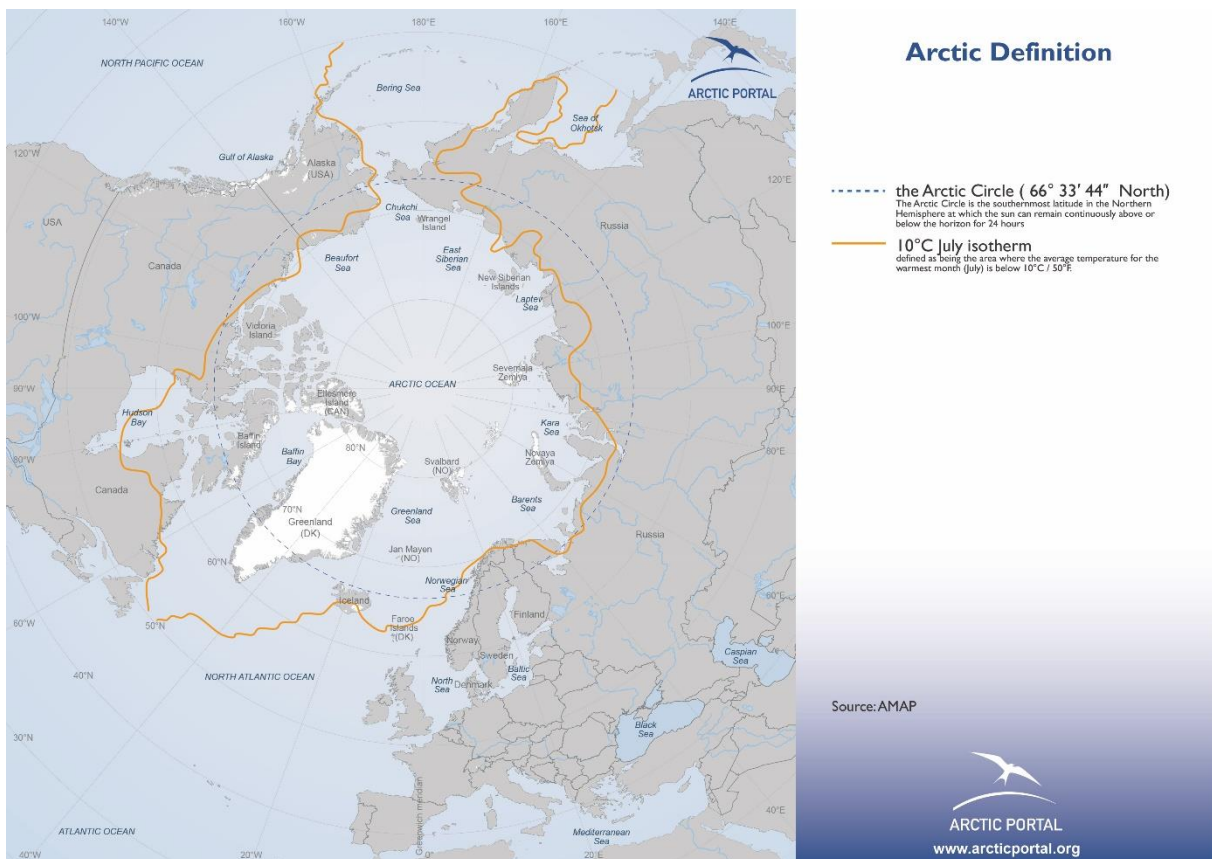 140°W
160°W
180°E
160°E
140°E
NORTH PACIFIC OCEAN
Bering Sea
ARCTIC PORTAL
Sea of
Okhotsk
120°W
Gulf of Alaska
Alaska
(USA)
120°E
USA
Chukchi
Sea
Wrangel
Island
Russia
Canada
Beaufort
Sea
East
Siberian
Sea
New Siberian
Islands
Laptev
Sea
100°W
100°E
Victoria
Island
Severnaja
Zemlya
90°W
ARCTIC OCEAN
90°E
Ellesmere
Island
(CAN)
Hudson
Bay
Kara
Sea
Baffin
Island
Baffin
Bay
80°N
80°W
80°E
Svalbard
(NO)
Novaya
Zemlya
Canada
70°N
Barents
Sea
Greenland
(DK)
Greenland
Sea
Russia
Jan Mayen
(NO)
60°N
Norwegian
Sea
60°E
Iceland
60°W
50°N
Faroe
Islands
(DK)
Finland
Norway
Sweden
Caspian
Sea
40°N
NORTH ATLANTIC OCEAN
North
Sea
Denmark
Baltic
Sea
30°N
Black
Sea
Greenwich meridian
40°E
ATLANTIC OCEAN
Mediterranean
Sea
40°W
20°W
0°
20°E
Arctic Definition
the Arctic Circle ( 66° 33' 44" North)
The Arctic Circle is the southernmost latitude in the Northern
Hemisphere at which the sun can remain continuously above or
below the horizon for 24 hours
10°C July isotherm
defined as being the area where the average temperature for the
warmest month (July) is below 10°C / 50°F.
Source: AMAP
ARCTIC PORTAL
www.arcticportal.org